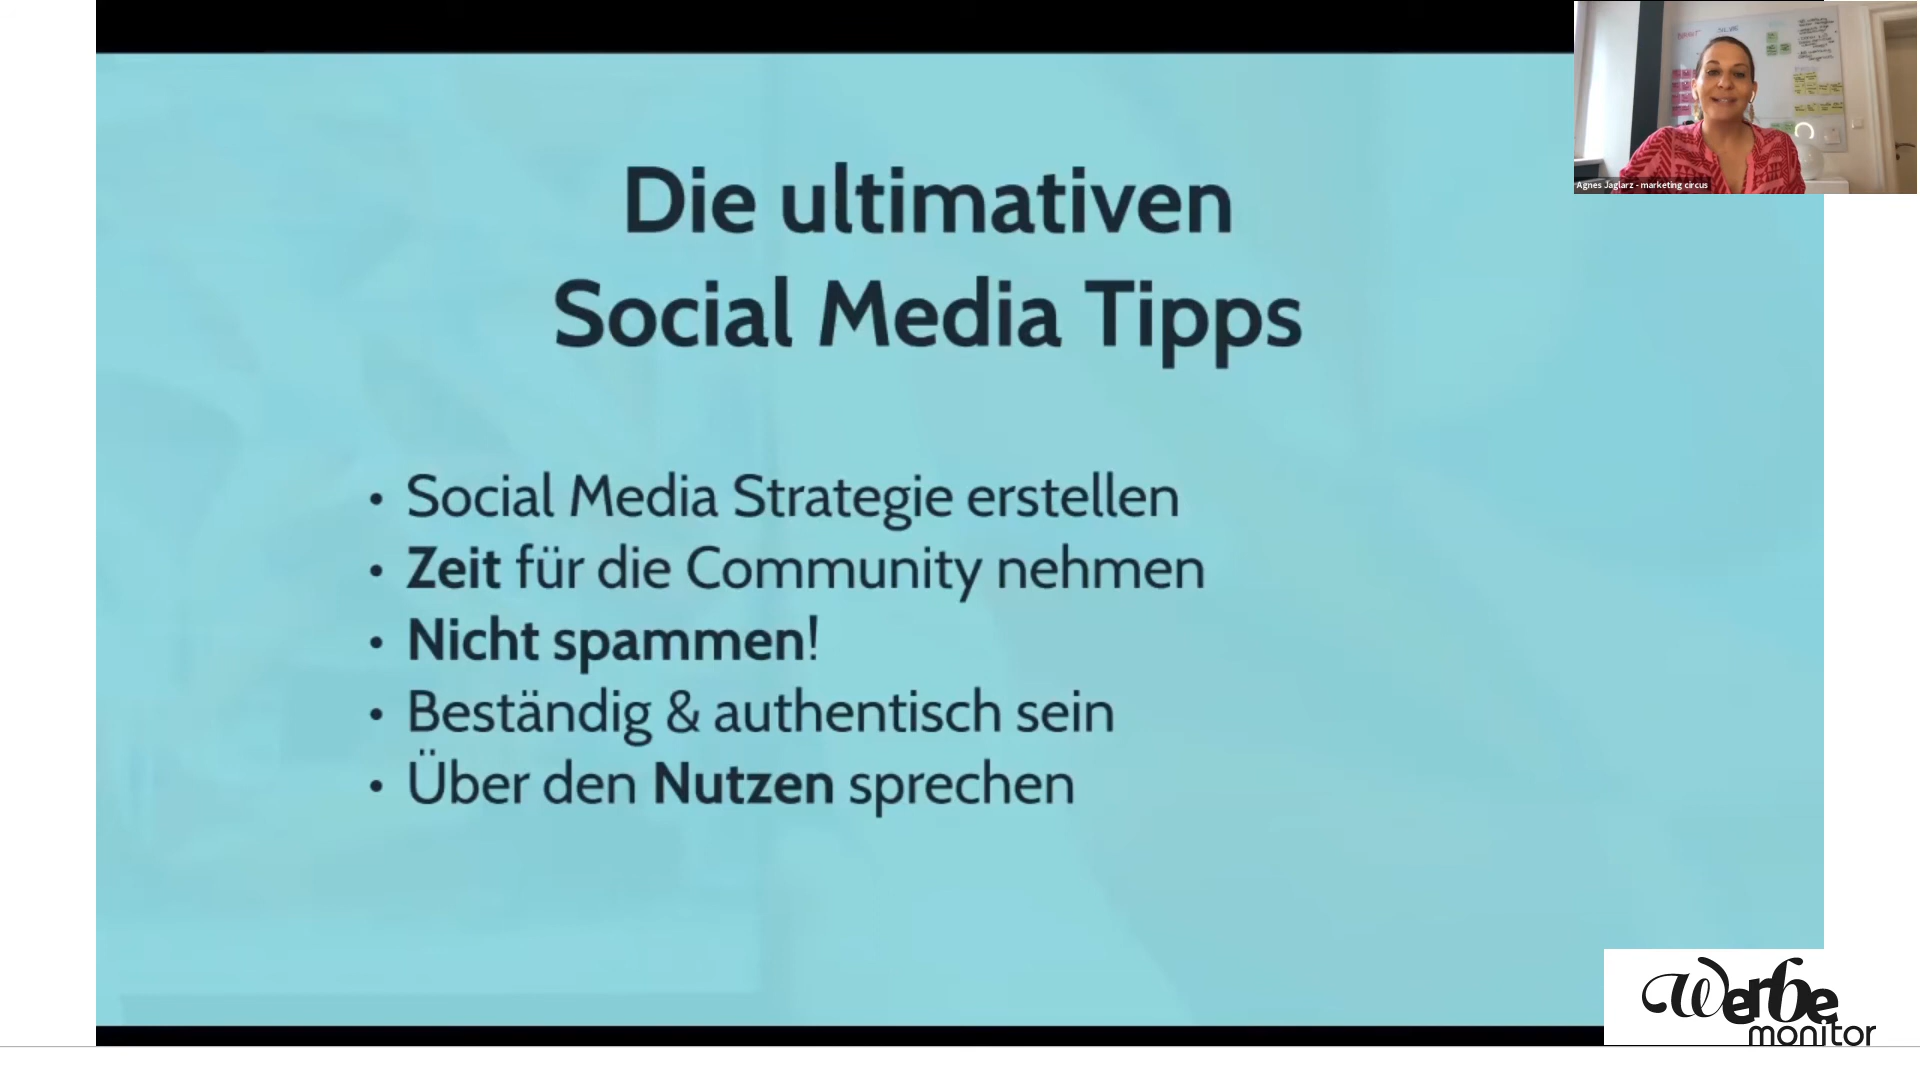 Die ultimativen
Social Media Tipps
• Social Media Strategie erstellen
• Zeit für die Community nehmen
• Nicht spammen!
• Beständig & authentisch sein
• Über den Nutzen sprechen
Agnes Jaglarz - marketing circus
Werbe
monitor